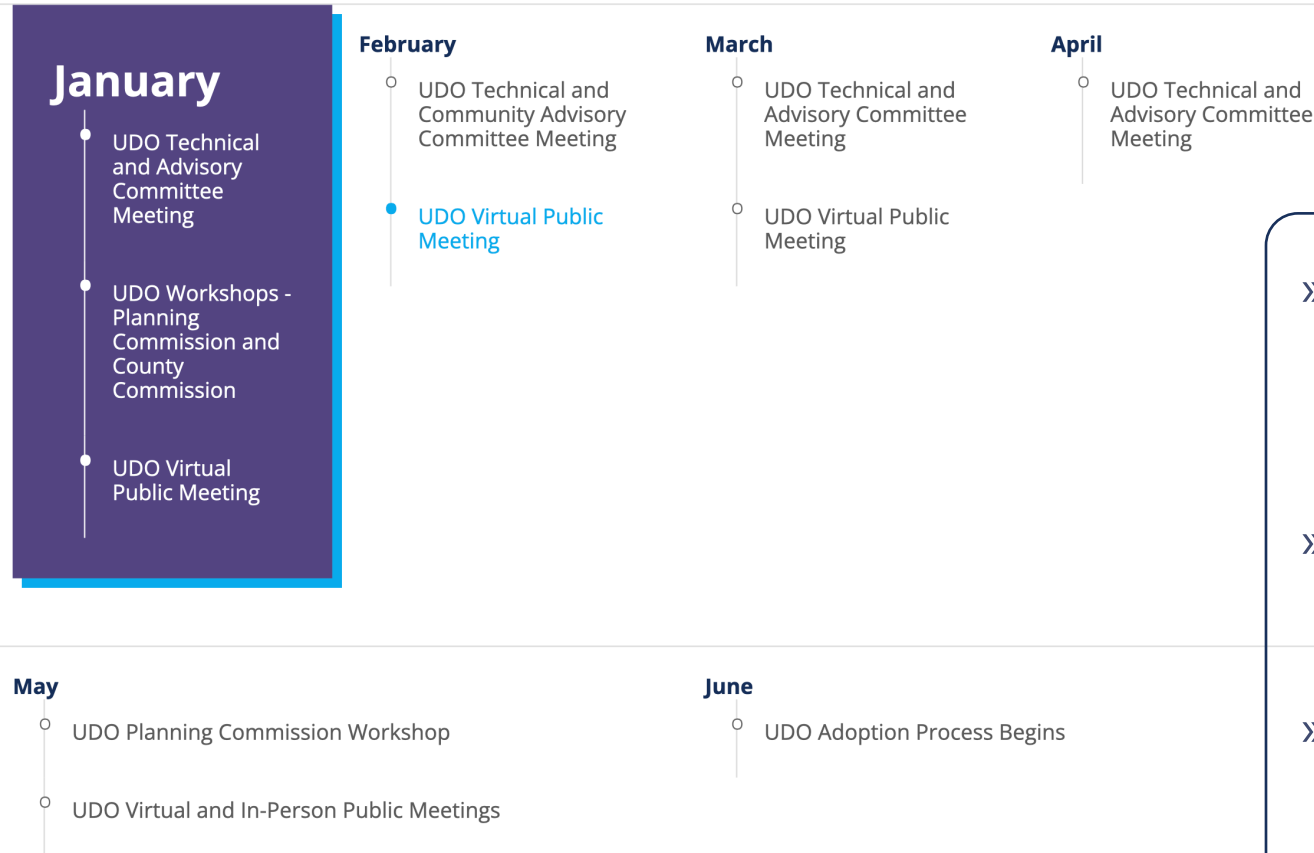 January
UDO Technical
and Advisory
Committee
Meeting
UDO Workshops -
Planning
Commission and
County
Commission
UDO Virtual
Public Meeting
February
UDO Technical and
Community Advisory
Committee Meeting
UDO Virtual Public
Meeting
March
UDO Technical and
Advisory Committee
Meeting
UDO Virtual Public
Meeting
April
UDO Technical and
Advisory Committee
Meeting
May
UDO Planning Commission Workshop
UDO Virtual and In-Person Public Meetings
June
UDO Adoption Process Begins